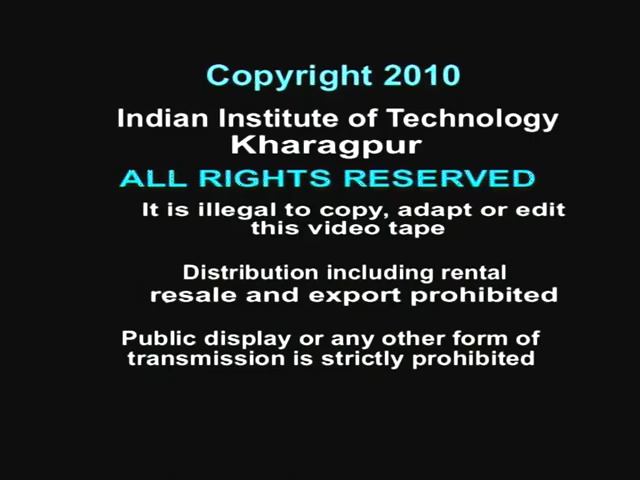 Copyright 2010
Indian Institute of Technology
Kharagpur
ALL RIGHTS RESERVED
It is illegal to copy, adapt or edit
this video tape
Distribution including rental
resale and export prohibited
Public display or any other form of
transmission is strictly prohibited